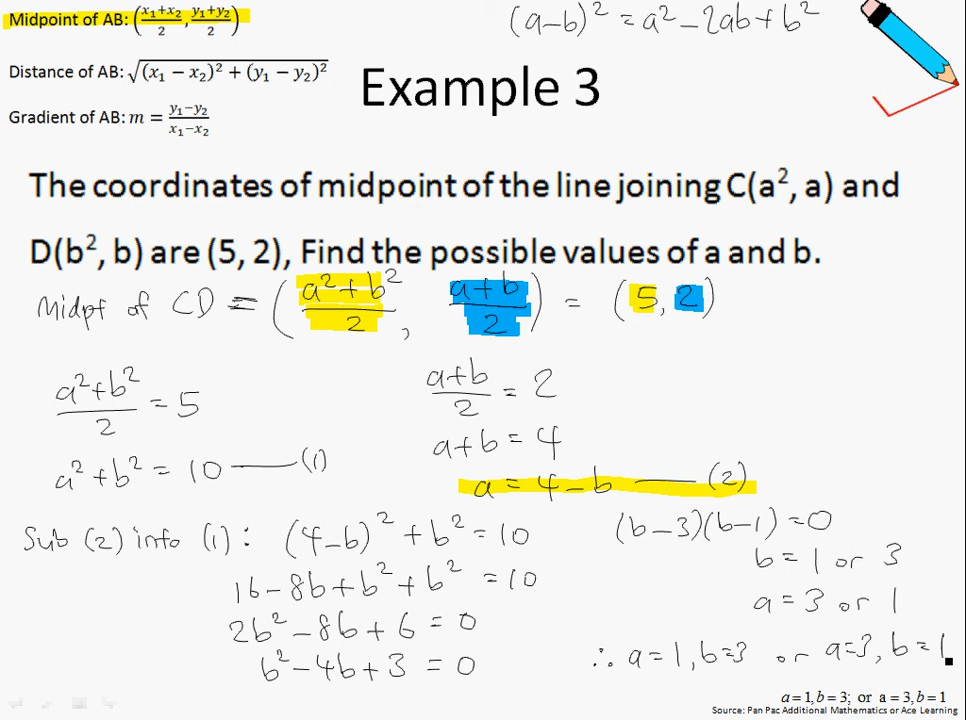 Midpoint of AB: (x₁+x₂/2, y₁+y₂/2)
(a-b)² = a² - 2ab + b²
Distance of AB: √(x₁ − x₂)² + (y₁ − y₂)²
Example 3
Gradient of AB: m = y₁−y₂/x₁−x₂
The coordinates of midpoint of the line joining C(a², a) and
D(b², b) are (5, 2), Find the possible values of a and b.
Midpt of CD = (a²+b²/2, a+b/2) = (5, 2)
a²+b²/2 = 5
a+b/2 = 2
a+b = 4
a²+b² = 10 —— (1)
a = 4-b —— (2)
Sub (2) into (1): (4-b)² + b² = 10
16-8b+b²+b² = 10
2b²-8b+6 = 0
b²-4b+3 = 0
(b-3)(b-1) = 0
b = 1 or 3
a = 3 or 1
∴ a=1, b=3 or a=3, b=1
a = 1, b = 3; or a = 3, b = 1
Source: Pan Pac Additional Mathematics or Ace Learning